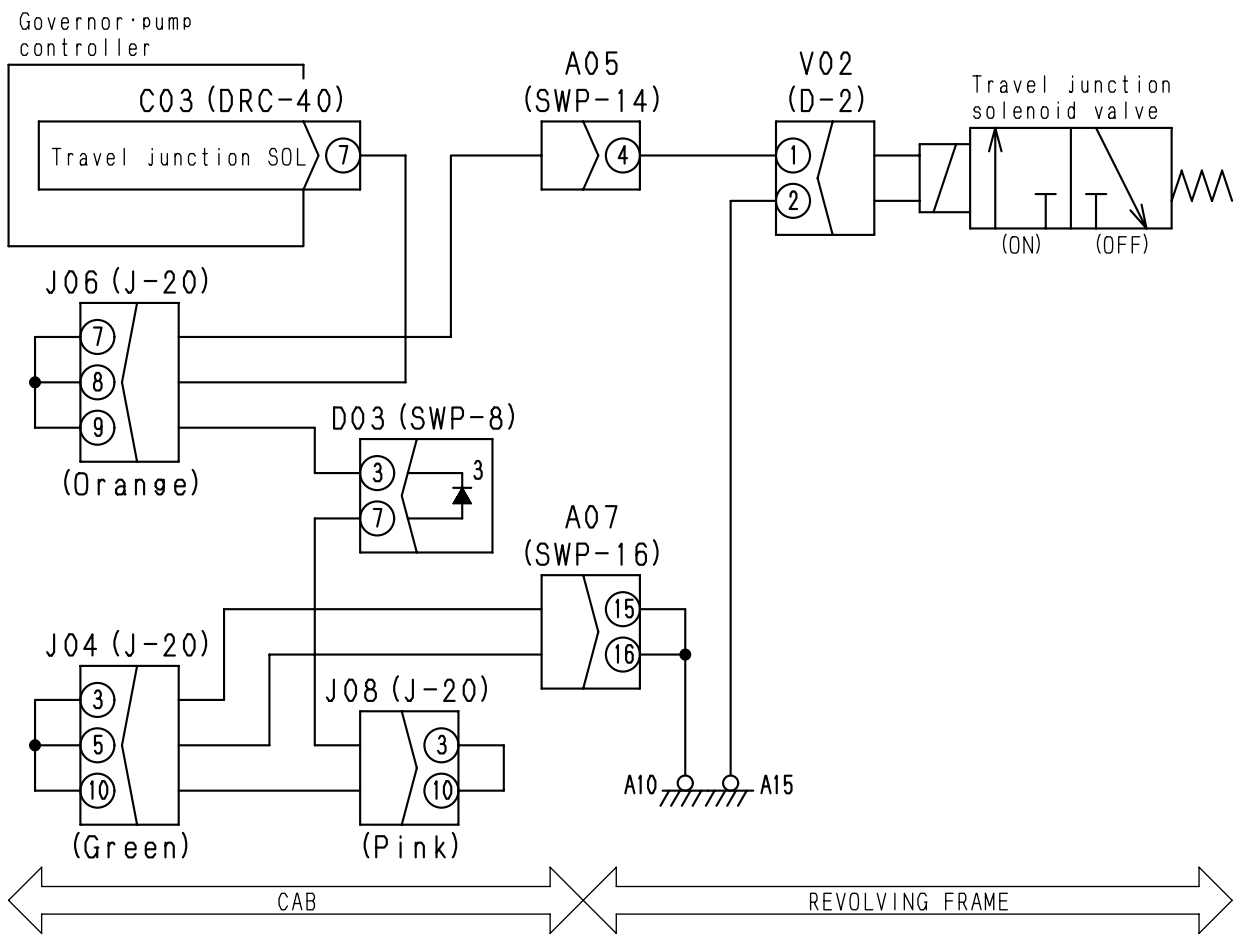 Governor·pump
controller
C03 (DRC-40)
Travel junction SOL
7
A05
(SWP-14)
4
V02
(D-2)
1
2
Travel junction
solenoid valve
(ON)
(OFF)
J06 (J-20)
7
8
9
(Orange)
D03 (SWP-8)
3
3
7
A07
(SWP-16)
15
16
J04 (J-20)
3
5
10
(Green)
J08 (J-20)
3
10
(Pink)
A10
A15
CAB
REVOLVING FRAME